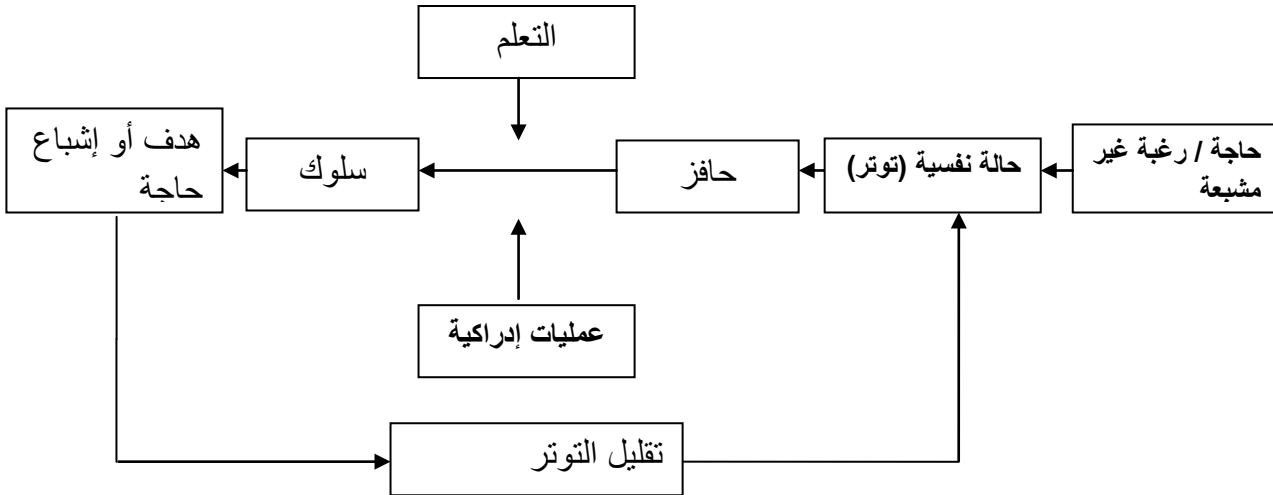 التعلم
حاجة / رغبة غير
مشبعة
حالة نفسية (توتر)
حافز
سلوك
هدف أو إشباع
حاجة
عمليات إدراكية
تقليل التوتر